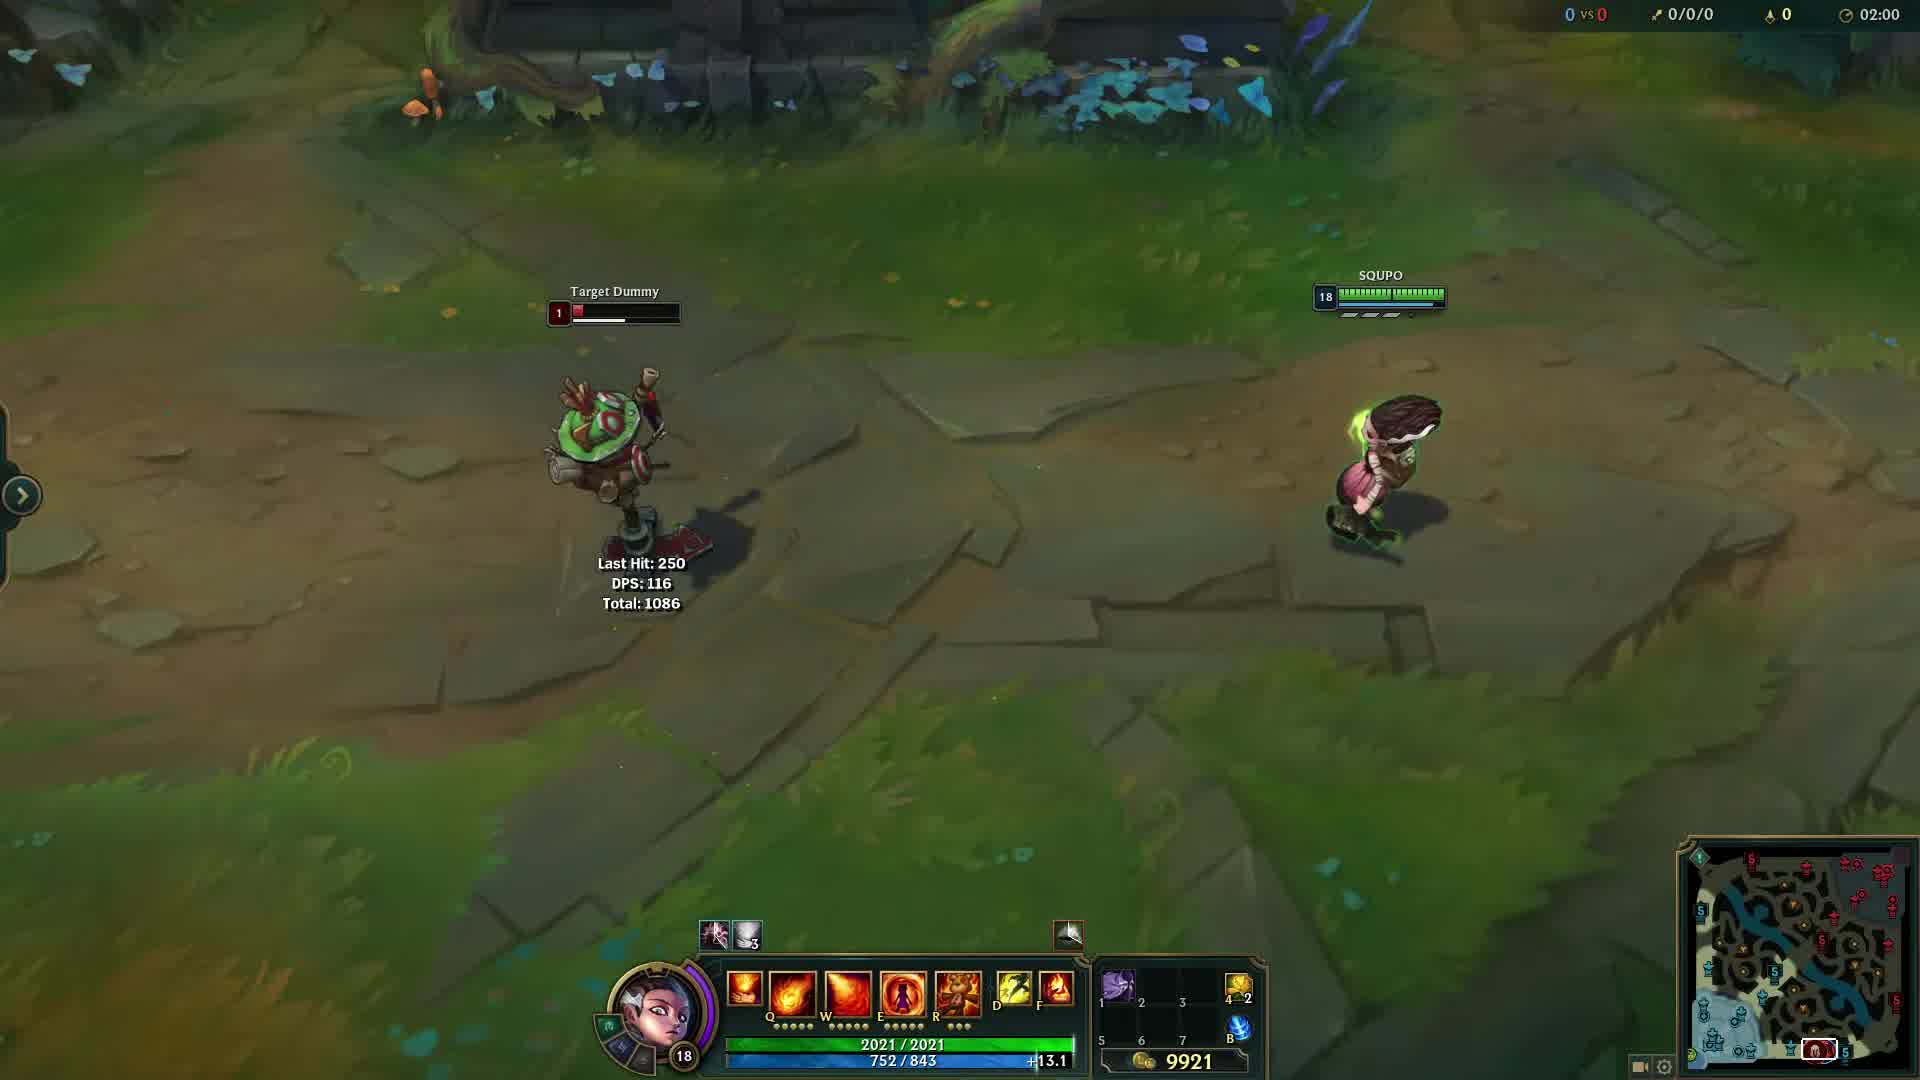 0 vs 0 0/0/0 0 02:00
SQUPO
18
Target Dummy
1
Last Hit: 250
DPS: 116
Total: 1086
3
Q W E R D F
1 2 3 4 2
5 6 7 B
18
2021 / 2021
752 / 843 +13.1
9921
S
S
S
S
S
S